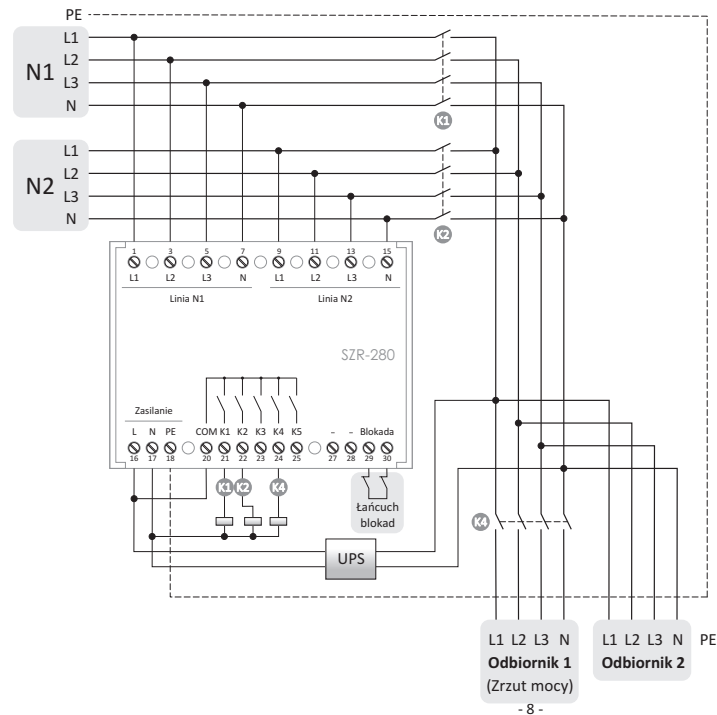 PE
L1
L2
N1
L3
N
K1
L1
L2
N2
L3
N
K2
1 3 5 7 9 11 13 15
L1 L2 L3 N L1 L2 L3 N
Linia N1 Linia N2
SZR-280
Zasilanie
L N PE COM K1 K2 K3 K4 K5 – – Blokada
16 17 18 20 21 22 23 24 25 27 28 29 30
K1 K2 K4
Łańcuch
blokad
K4
UPS
L1 L2 L3 N L1 L2 L3 N PE
Odbiornik 1 Odbiornik 2
(Zrzut mocy)
- 8 -